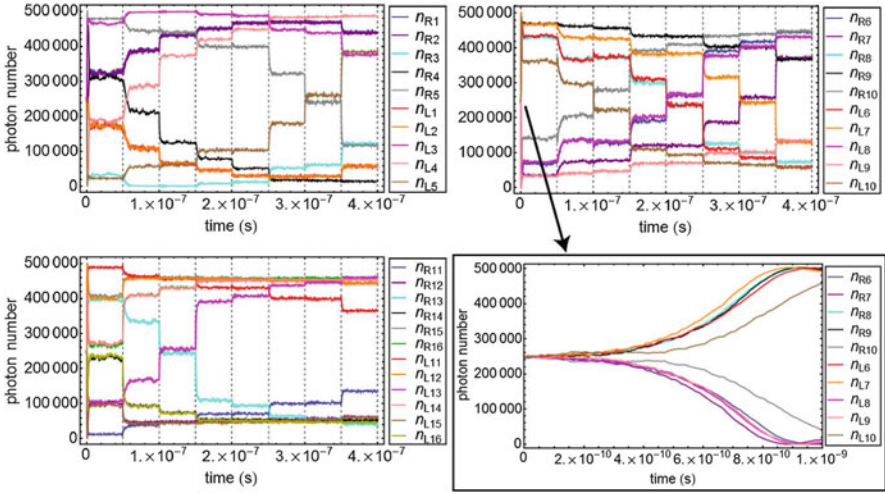 photon number
500 000
400 000
300 000
200 000
100 000
0
0 1.×10⁻⁷ 2.×10⁻⁷ 3.×10⁻⁷ 4.×10⁻⁷
time (s)
n_R1
n_R2
n_R3
n_R4
n_R5
n_L1
n_L2
n_L3
n_L4
n_L5
photon number
500 000
400 000
300 000
200 000
100 000
0
0 1.×10⁻⁷ 2.×10⁻⁷ 3.×10⁻⁷ 4.×10⁻⁷
time (s)
n_R6
n_R7
n_R8
n_R9
n_R10
n_L6
n_L7
n_L8
n_L9
n_L10
photon number
500 000
400 000
300 000
200 000
100 000
0
0 1.×10⁻⁷ 2.×10⁻⁷ 3.×10⁻⁷ 4.×10⁻⁷
time (s)
n_R11
n_R12
n_R13
n_R14
n_R15
n_R16
n_L11
n_L12
n_L13
n_L14
n_L15
n_L16
photon number
500 000
400 000
300 000
200 000
100 000
0
0 2.×10⁻¹⁰ 4.×10⁻¹⁰ 6.×10⁻¹⁰ 8.×10⁻¹⁰ 1.×10⁻⁹
time (s)
n_R6
n_R7
n_R8
n_R9
n_R10
n_L6
n_L7
n_L8
n_L9
n_L10